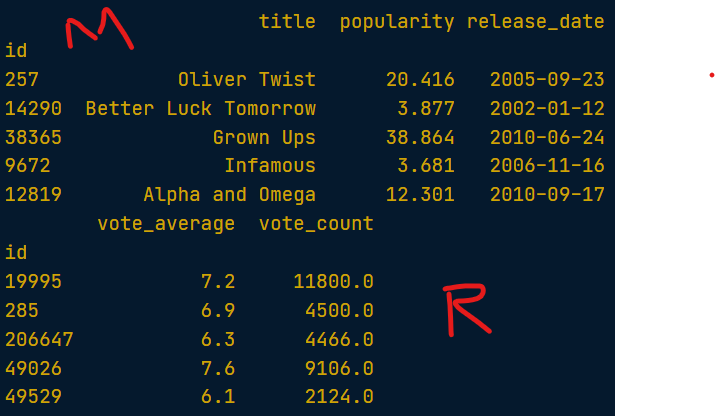 M title popularity release_date
id
257 Oliver Twist 20.416 2005-09-23
14290 Better Luck Tomorrow 3.877 2002-01-12
38365 Grown Ups 38.864 2010-06-24
9672 Infamous 3.681 2006-11-16
12819 Alpha and Omega 12.301 2010-09-17
vote_average vote_count
id
19995 7.2 11800.0
285 6.9 4500.0
R
206647 6.3 4466.0
49026 7.6 9106.0
49529 6.1 2124.0